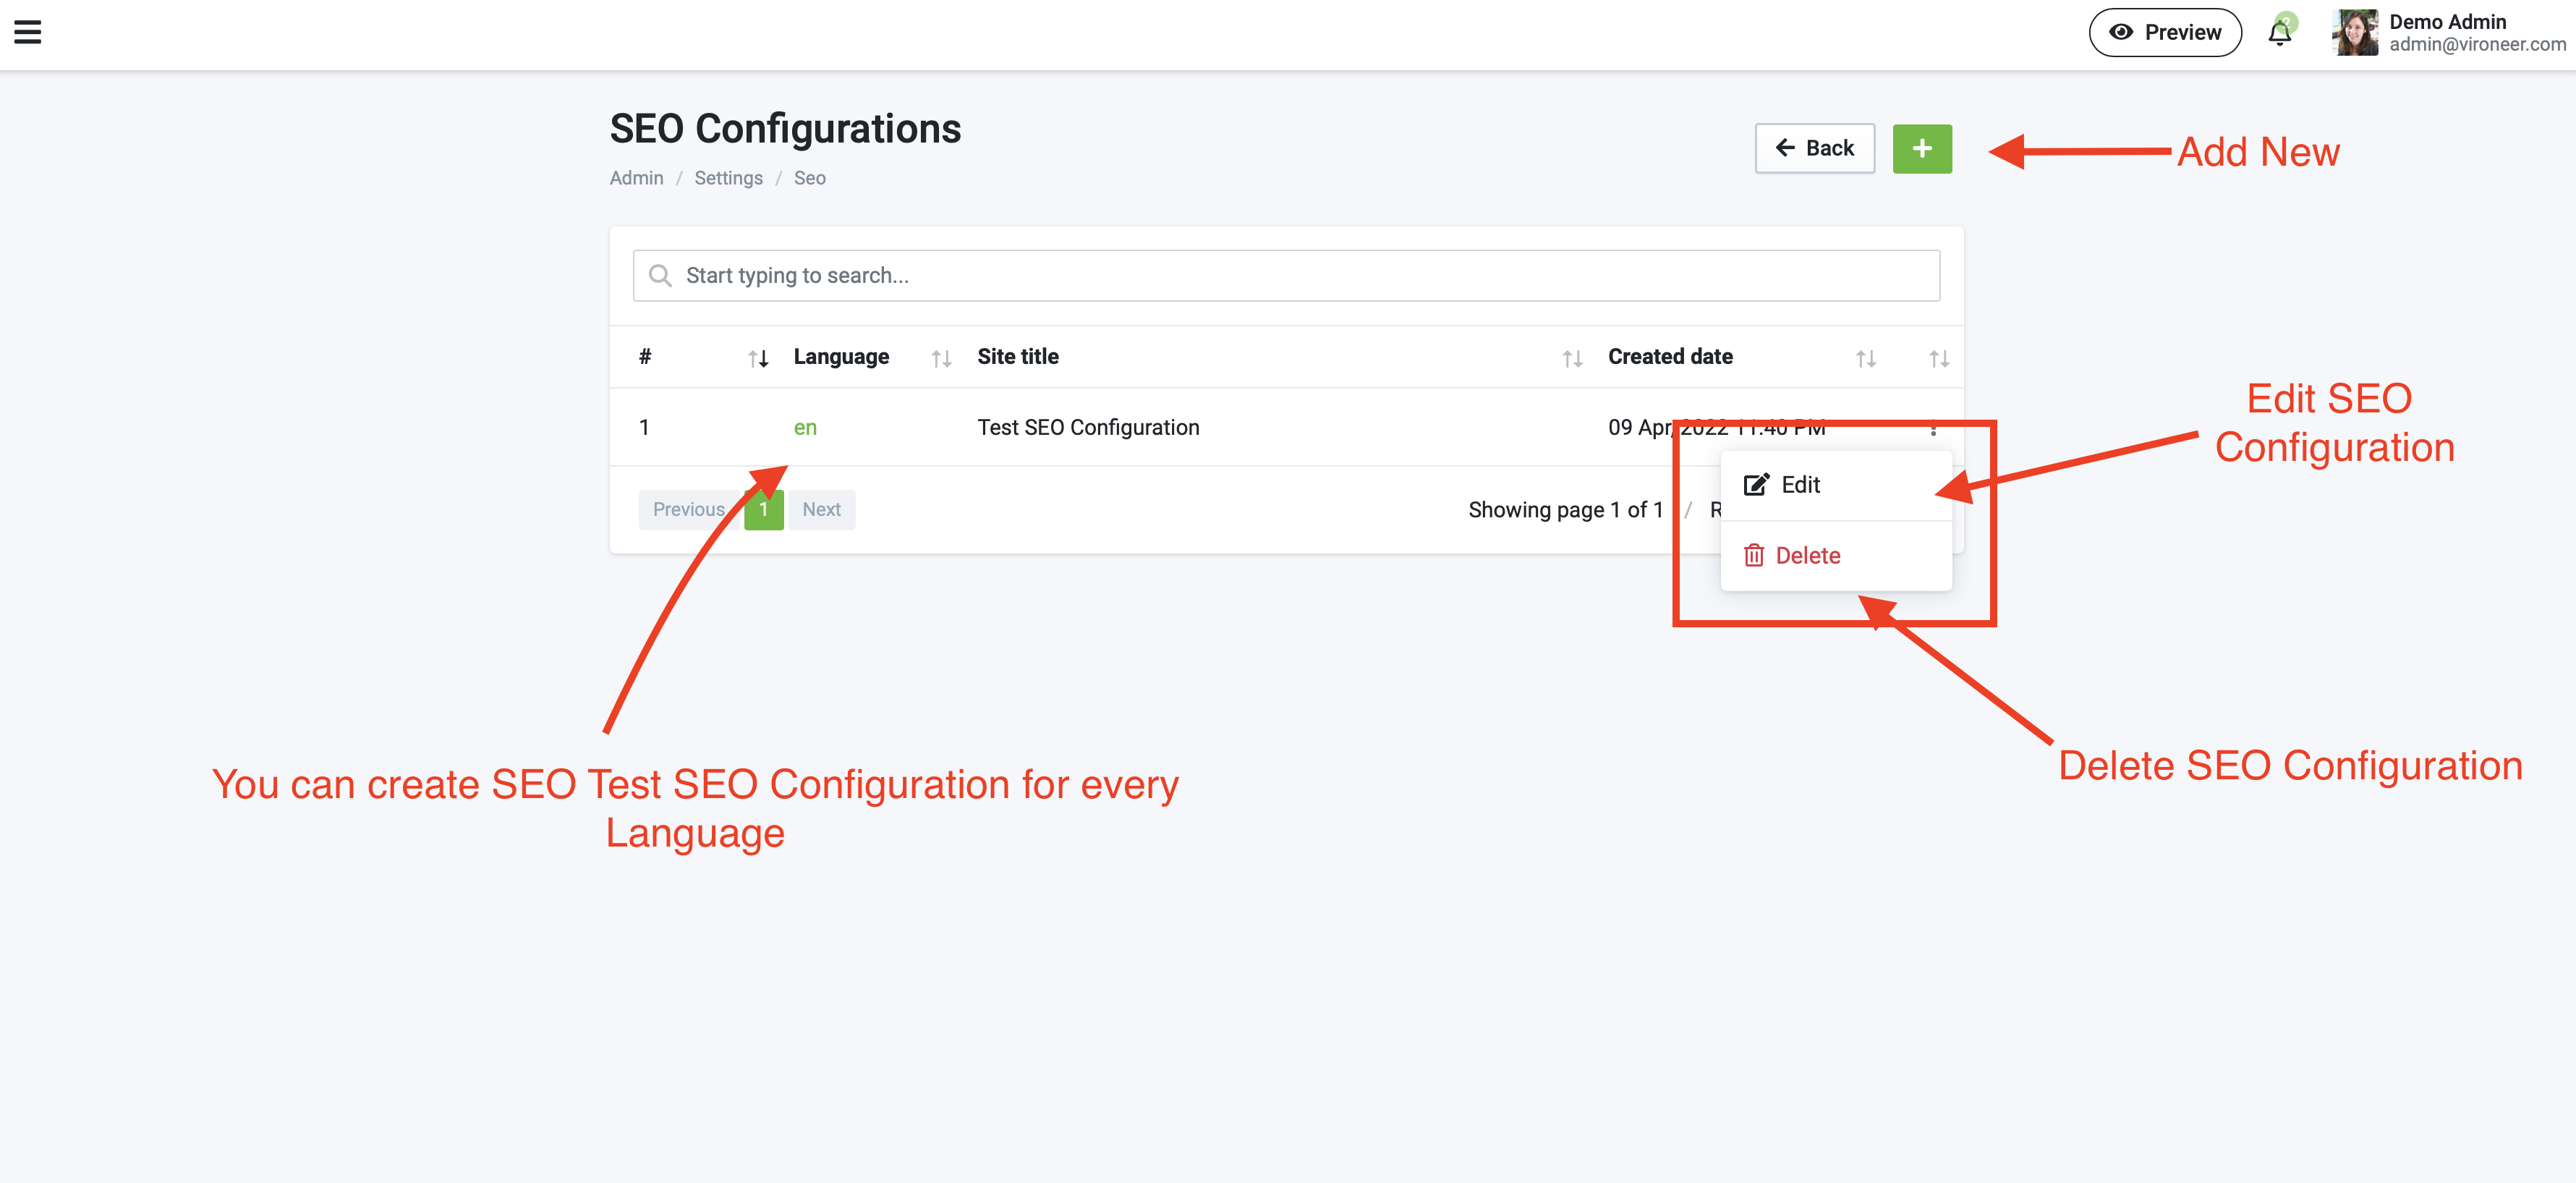 Preview
2
Demo Admin
admin@vironeer.com
SEO Configurations
Admin / Settings / Seo
Back
Add New
Start typing to search...
# Language Site title Created date
1 en Test SEO Configuration 09 Apr, 2022 11:40 PM
Edit SEO
Configuration
Edit
Previous 1 Next
Showing page 1 of 1 / R
Delete
Delete SEO Configuration
You can create SEO Test SEO Configuration for every
Language